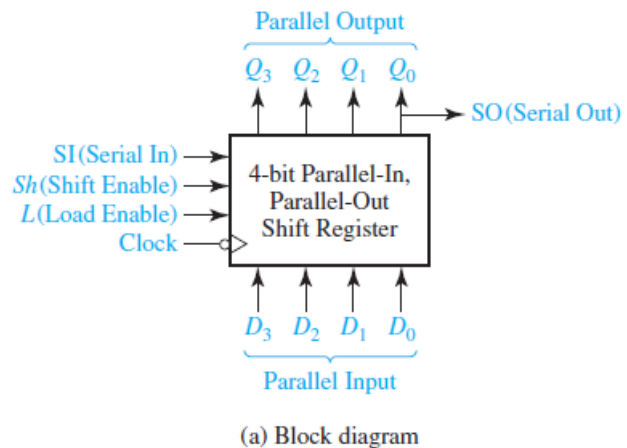 Parallel Output
Q3 Q2 Q1 Q0
SO(Serial Out)
SI(Serial In)
Sh(Shift Enable)
L(Load Enable)
Clock
4-bit Parallel-In,
Parallel-Out
Shift Register
D3 D2 D1 D0
Parallel Input
(a) Block diagram